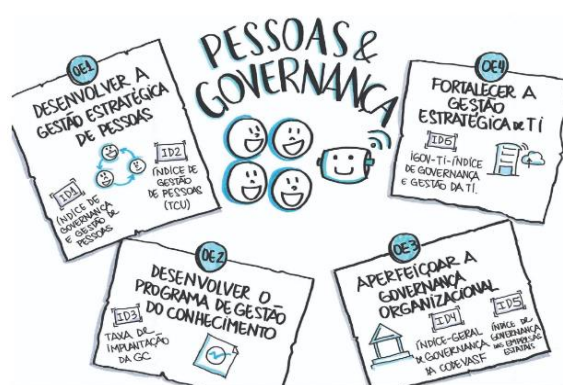 PESSOAS &
GOVERNANÇA
OE1
DESENVOLVER A
GESTÃO ESTRATÉGICA
DE PESSOAS
ID1
ÍNDICE DE
GOVERNANÇA
E GESTÃO DE
PESSOAS
ID2
ÍNDICE DE
GESTÃO
DE PESSOAS
(TCU)
OE4
FORTALECER A
GESTÃO
ESTRATÉGICA DE TI
ID6
IGOV-TI-ÍNDICE
DE GOVERNANÇA
E GESTÃO DA TI.
OE2
DESENVOLVER O
PROGRAMA DE GESTÃO
DO CONHECIMENTO
ID3
TAXA DE
IMPLANTAÇÃO
DA GC
OE3
APERFEIÇOAR A
GOVERNANÇA
ORGANIZACIONAL
ID4
ÍNDICE-GERAL
DE GOVERNANÇA
DA CODEVASF
ID5
ÍNDICE DE
GOVERNANÇA
NAS EMPRESAS
ESTATAIS